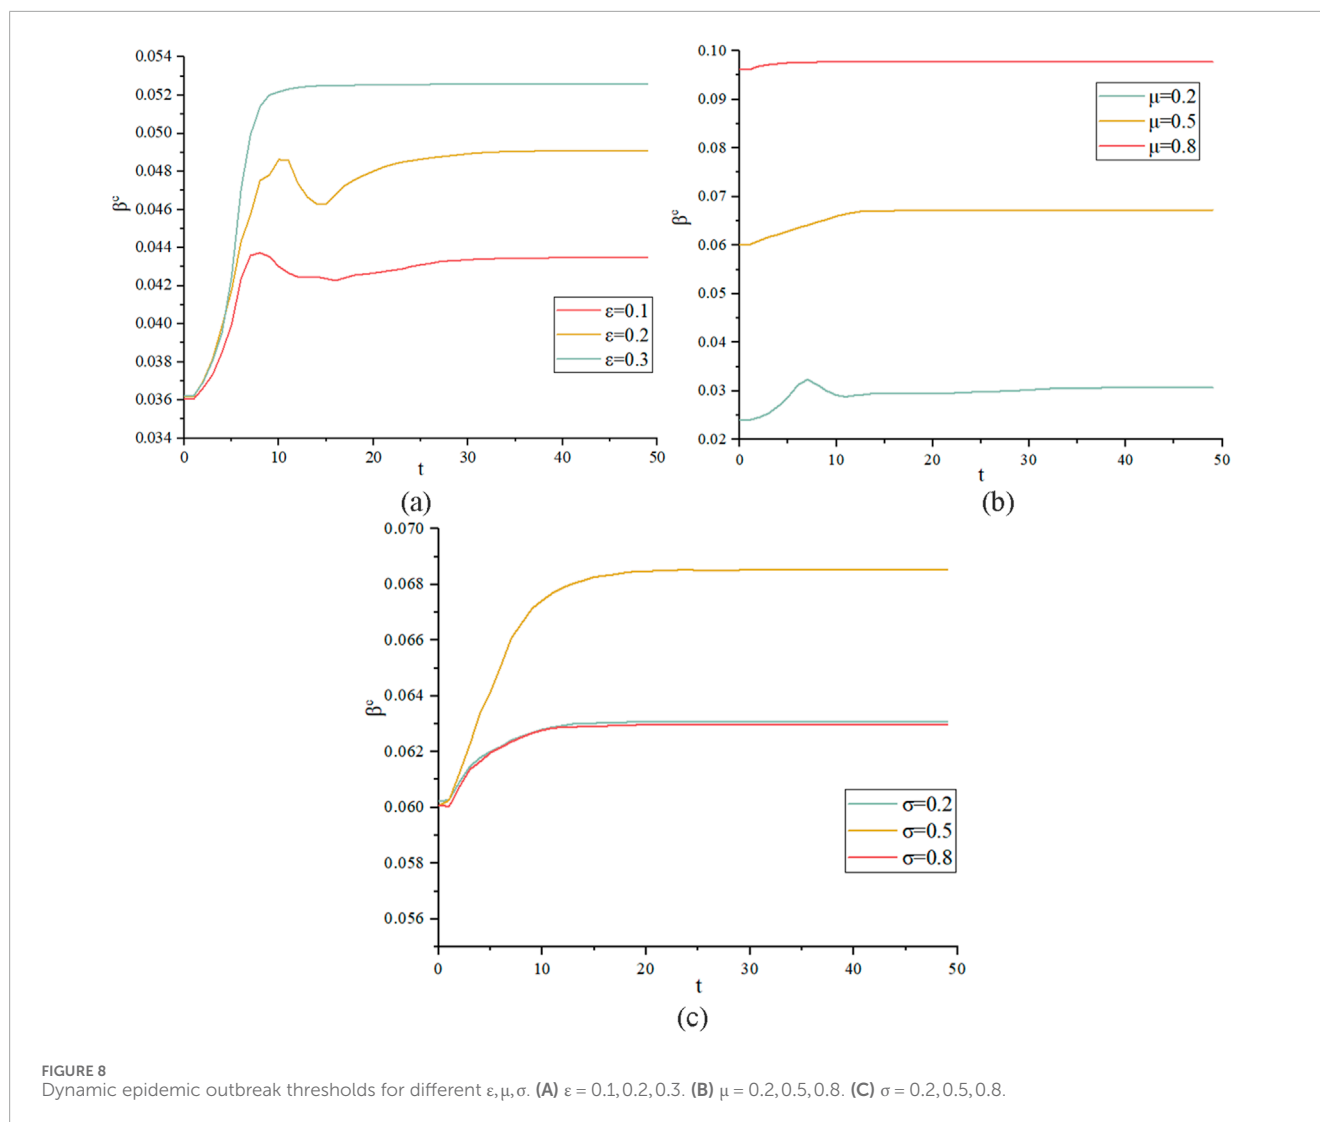 0.054
0.052
0.050
0.048
0.046
0.044
0.042
0.040
0.038
0.036
0.034
βᶜ
0 10 20 30 40 50
t
ε=0.1
ε=0.2
ε=0.3
(a)
0.10
0.09
0.08
0.07
0.06
0.05
0.04
0.03
0.02
βᶜ
0 10 20 30 40 50
t
μ=0.2
μ=0.5
μ=0.8
(b)
0.070
0.068
0.066
0.064
0.062
0.060
0.058
0.056
βᶜ
0 10 20 30 40 50
t
σ=0.2
σ=0.5
σ=0.8
(c)
FIGURE 8
Dynamic epidemic outbreak thresholds for different ε,μ,σ. (A) ε = 0.1,0.2,0.3. (B) μ = 0.2,0.5,0.8. (C) σ = 0.2,0.5,0.8.